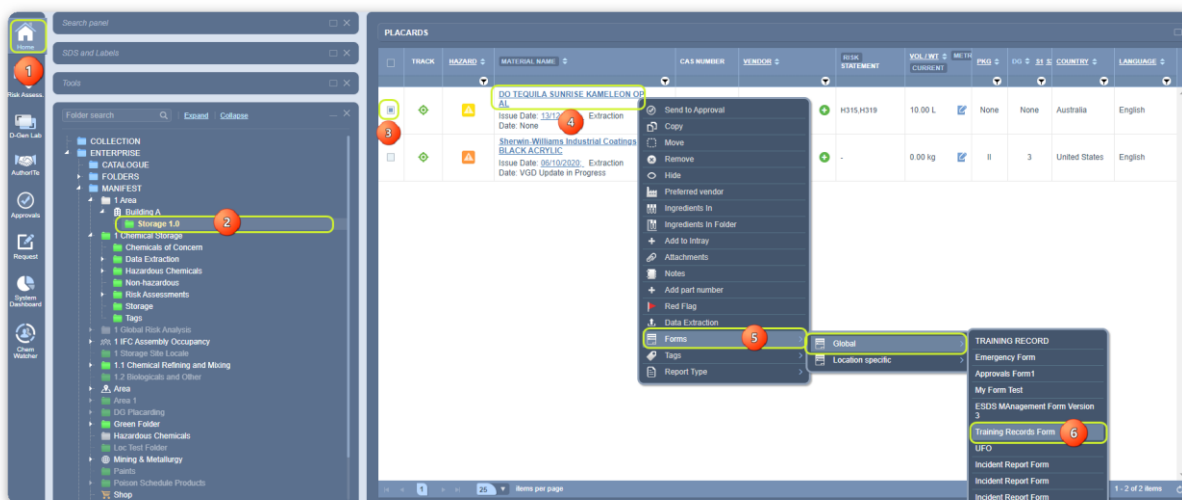 Home
1
Risk Assess.
D-Gen Lab
AuthorITe
Approvals
Request
System
Dashboard
Chem
Watcher
Search panel
SDS and Labels
Tools
Folder search
Expand
Collapse
COLLECTION
ENTERPRISE
CATALOGUE
FOLDERS
MANIFEST
1 Area
Building A
Storage 1.0
2
1 Chemical Storage
Chemicals of Concern
Data Extraction
Hazardous Chemicals
Non-hazardous
Risk Assessments
Storage
Tags
1 Global Risk Analysis
1 IFC Assembly Occupancy
1 Storage Site Locale
1.1 Chemical Refining and Mixing
1.2 Biologicals and Other
Area
Area 1
DG Placarding
Green Folder
Hazardous Chemicals
Loc Test Folder
Mining & Metallurgy
Paints
Poison Schedule Products
Shop
PLACARDS
TRACK HAZARD MATERIAL NAME CAS NUMBER VENDOR RISK STATEMENT VOL/WT CURRENT METH PKG DG S1 S COUNTRY LANGUAGE
3
DO TEQUILA SUNRISE KAMELEON OP
AL
Issue Date: 13/12 Extraction
Date: None
4
H315,H319 10.00 L None None Australia English
Sherwin-Williams Industrial Coatings
BLACK ACRYLIC
Issue Date: 06/10/2020; Extraction
Date: VGD Update in Progress
- 0.00 kg II 3 United States English
Send to Approval
Copy
Move
Remove
Hide
Preferred vendor
Ingredients In
Ingredients In Folder
Add to Intray
Attachments
Notes
Add part number
Red Flag
Data Extraction
Forms
5
Tags
Report Type
Global
Location specific
TRAINING RECORD
Emergency Form
Approvals Form1
My Form Test
ESDS MAnagement Form Version
3
Training Records Form
6
UFO
Incident Report Form
Incident Report Form
Incident Report Form
1 25 items per page
1 - 2 of 2 items